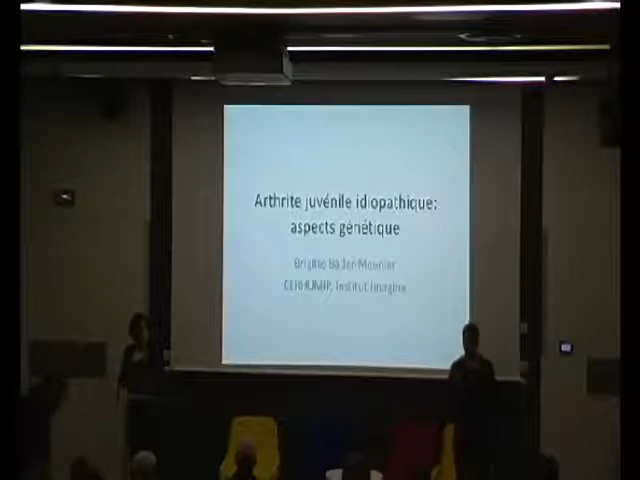 Arthrite juvénile idiopathique:
aspects génétique
Brigitte Bader-Meunier
Institut Imagine